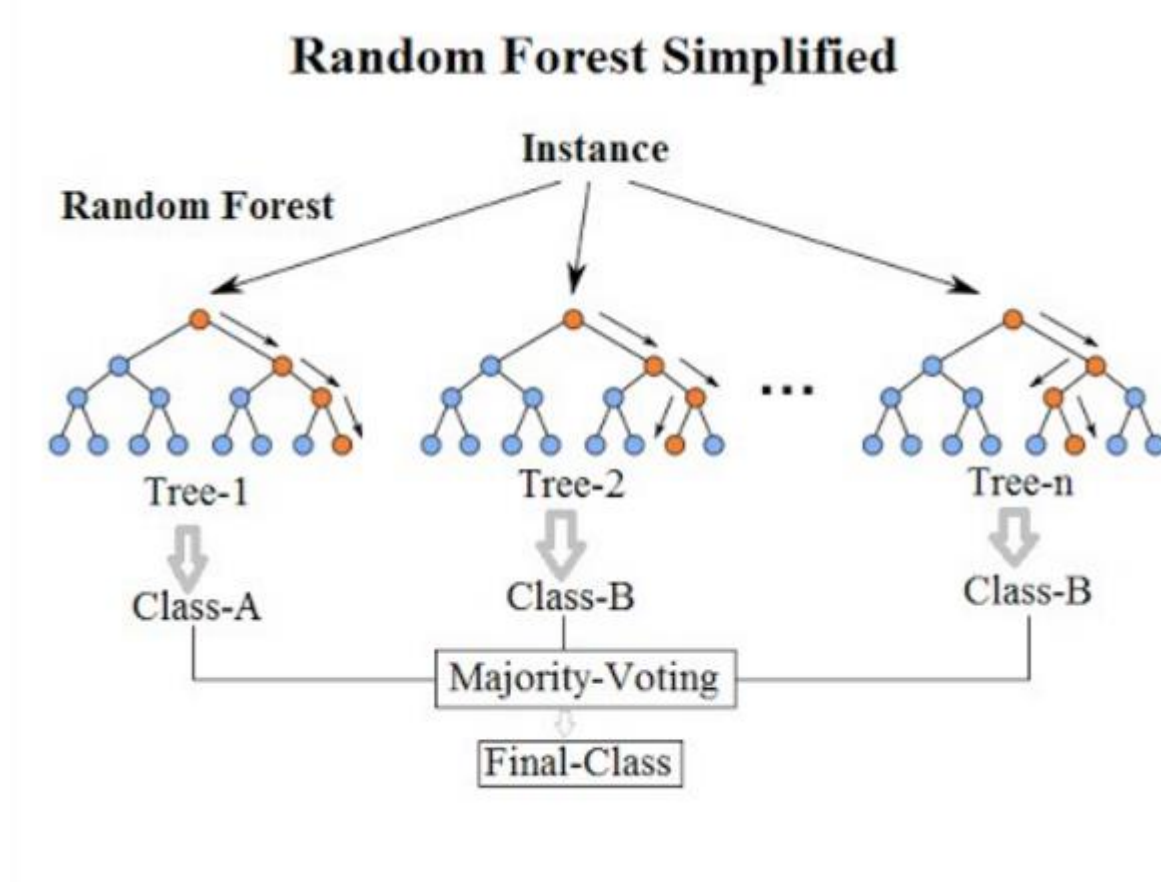 Random Forest Simplified
Instance
Random Forest
...
Tree-1
Tree-2
Tree-n
Class-A
Class-B
Class-B
Majority-Voting
Final-Class